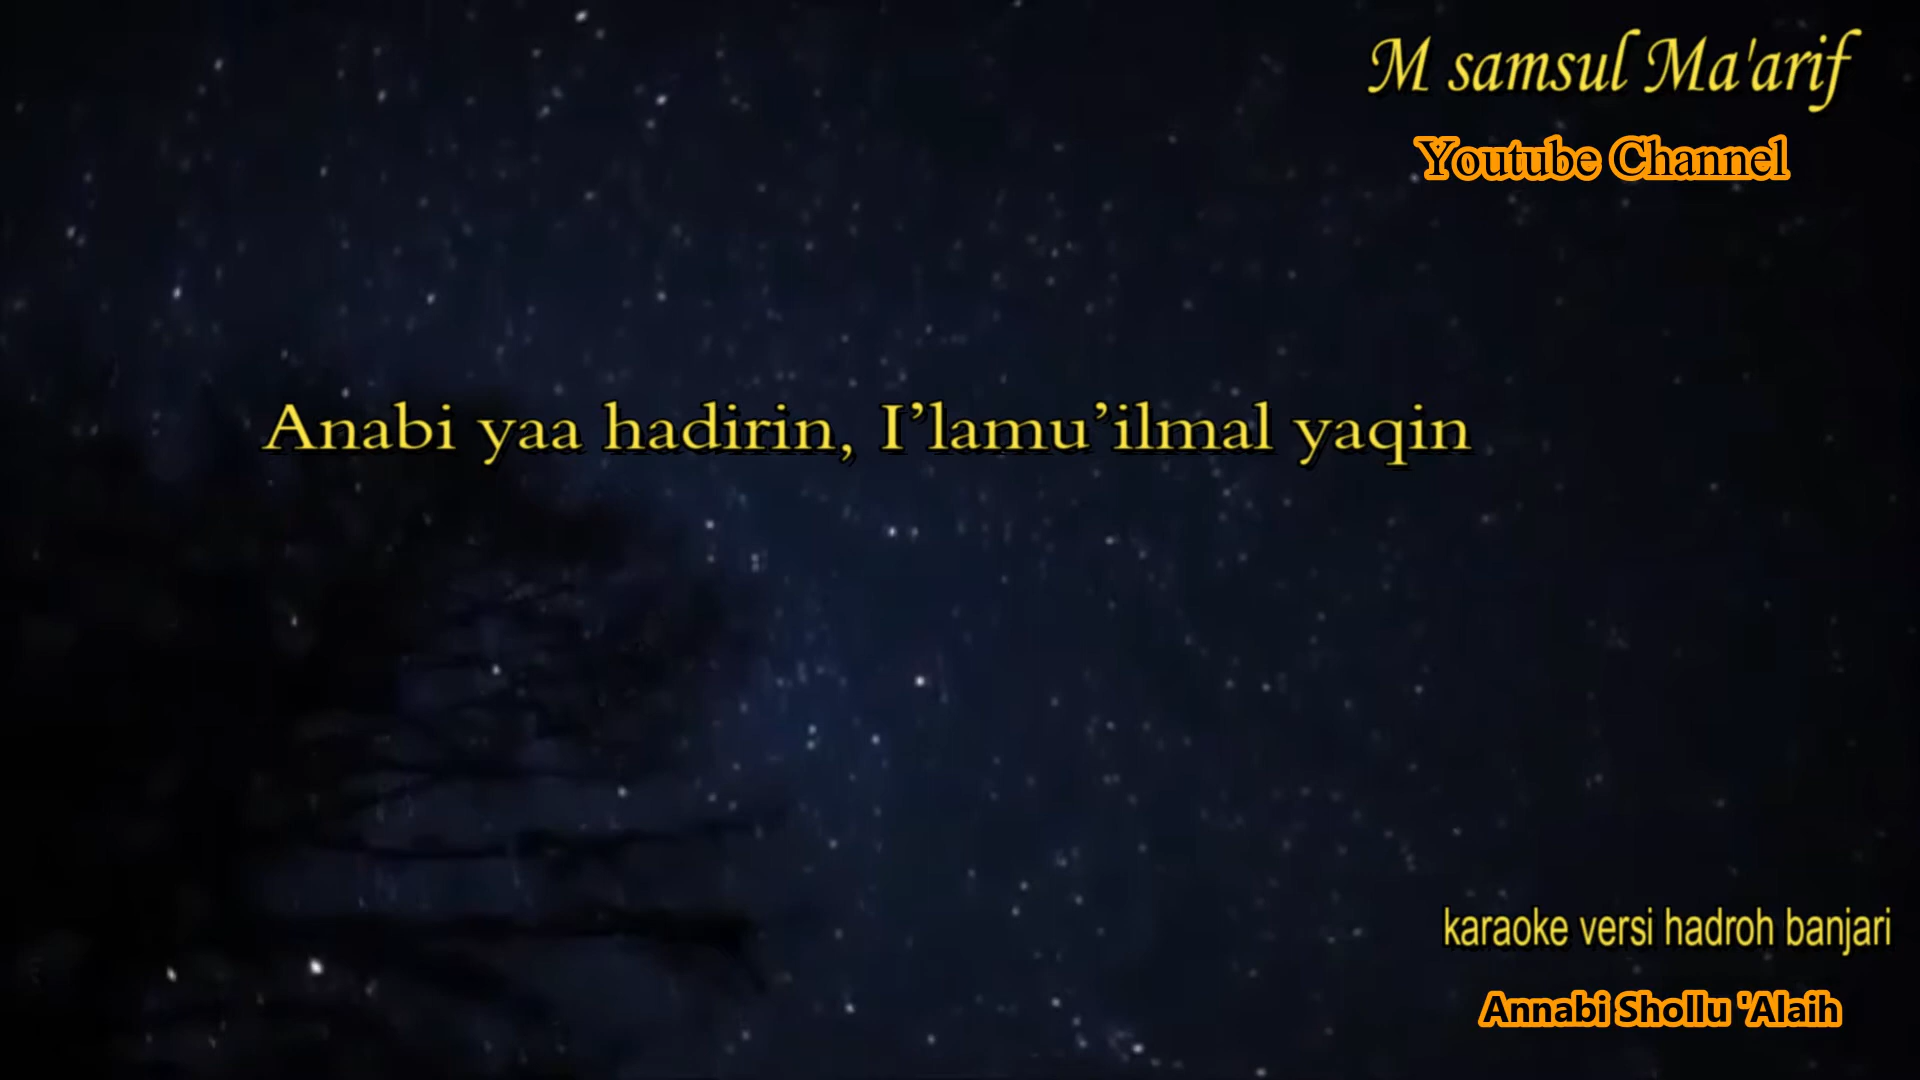 M samsul Ma'arif
Youtube Channel
Anabi yaa hadirin, I’lamu’ilmal yaqin
karaoke versi hadroh banjari
Annabi Shollu 'Alaih